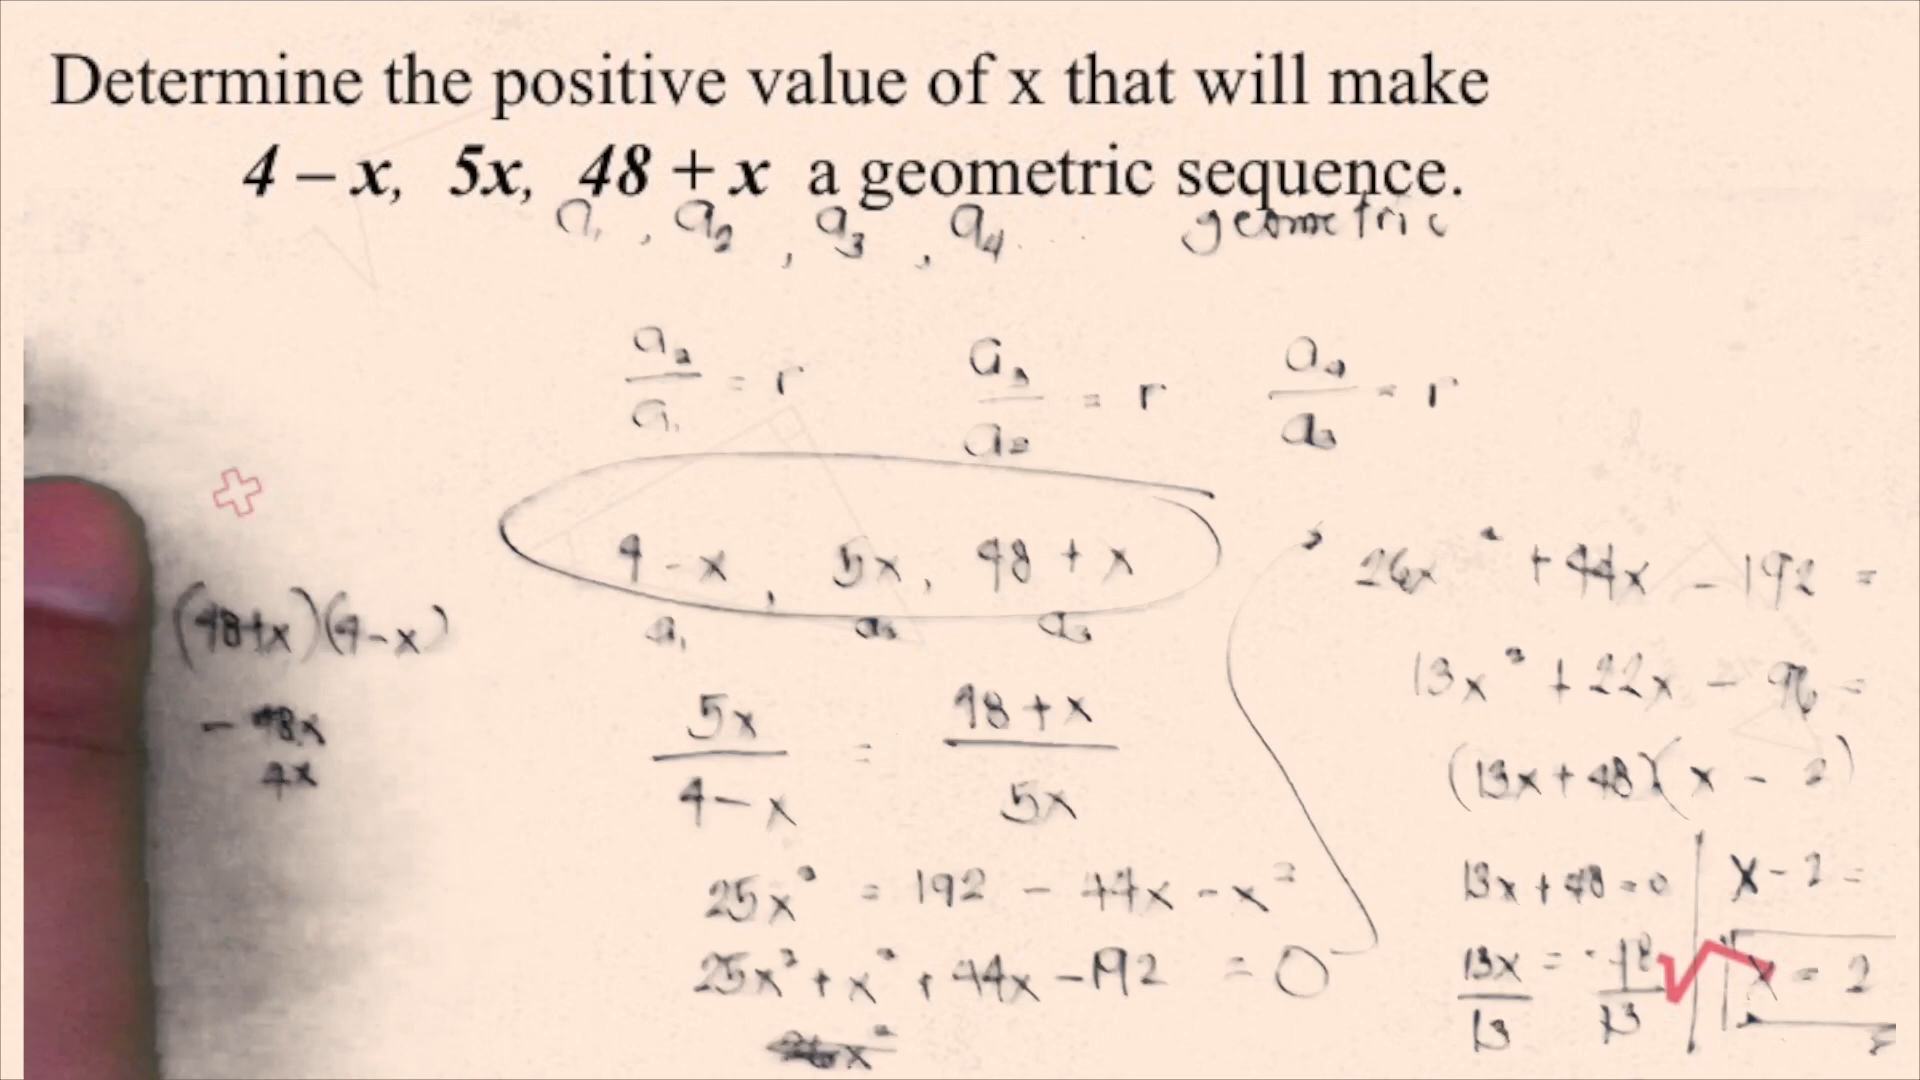 Determine the positive value of x that will make
4 – x, 5x, 48 + x a geometric sequence.
a₁ , a₂ , a₃ , a₄ ... geometric
a₂/a₁ = r a₃/a₂ = r a₄/a₃ = r
4 - x , 5x , 48 + x
a₁ a₂ a₃
(48+x)(4-x)
- 48x
4x
5x/(4-x) = (48+x)/5x
25x² = 192 - 44x - x²
25x² + x² + 44x - 192 = 0
26x² + 44x - 192 =
13x² + 22x - 96 =
(13x + 48)(x - 2)
13x + 48 = 0 x - 2 =
13x/13 = -48/13 x = 2